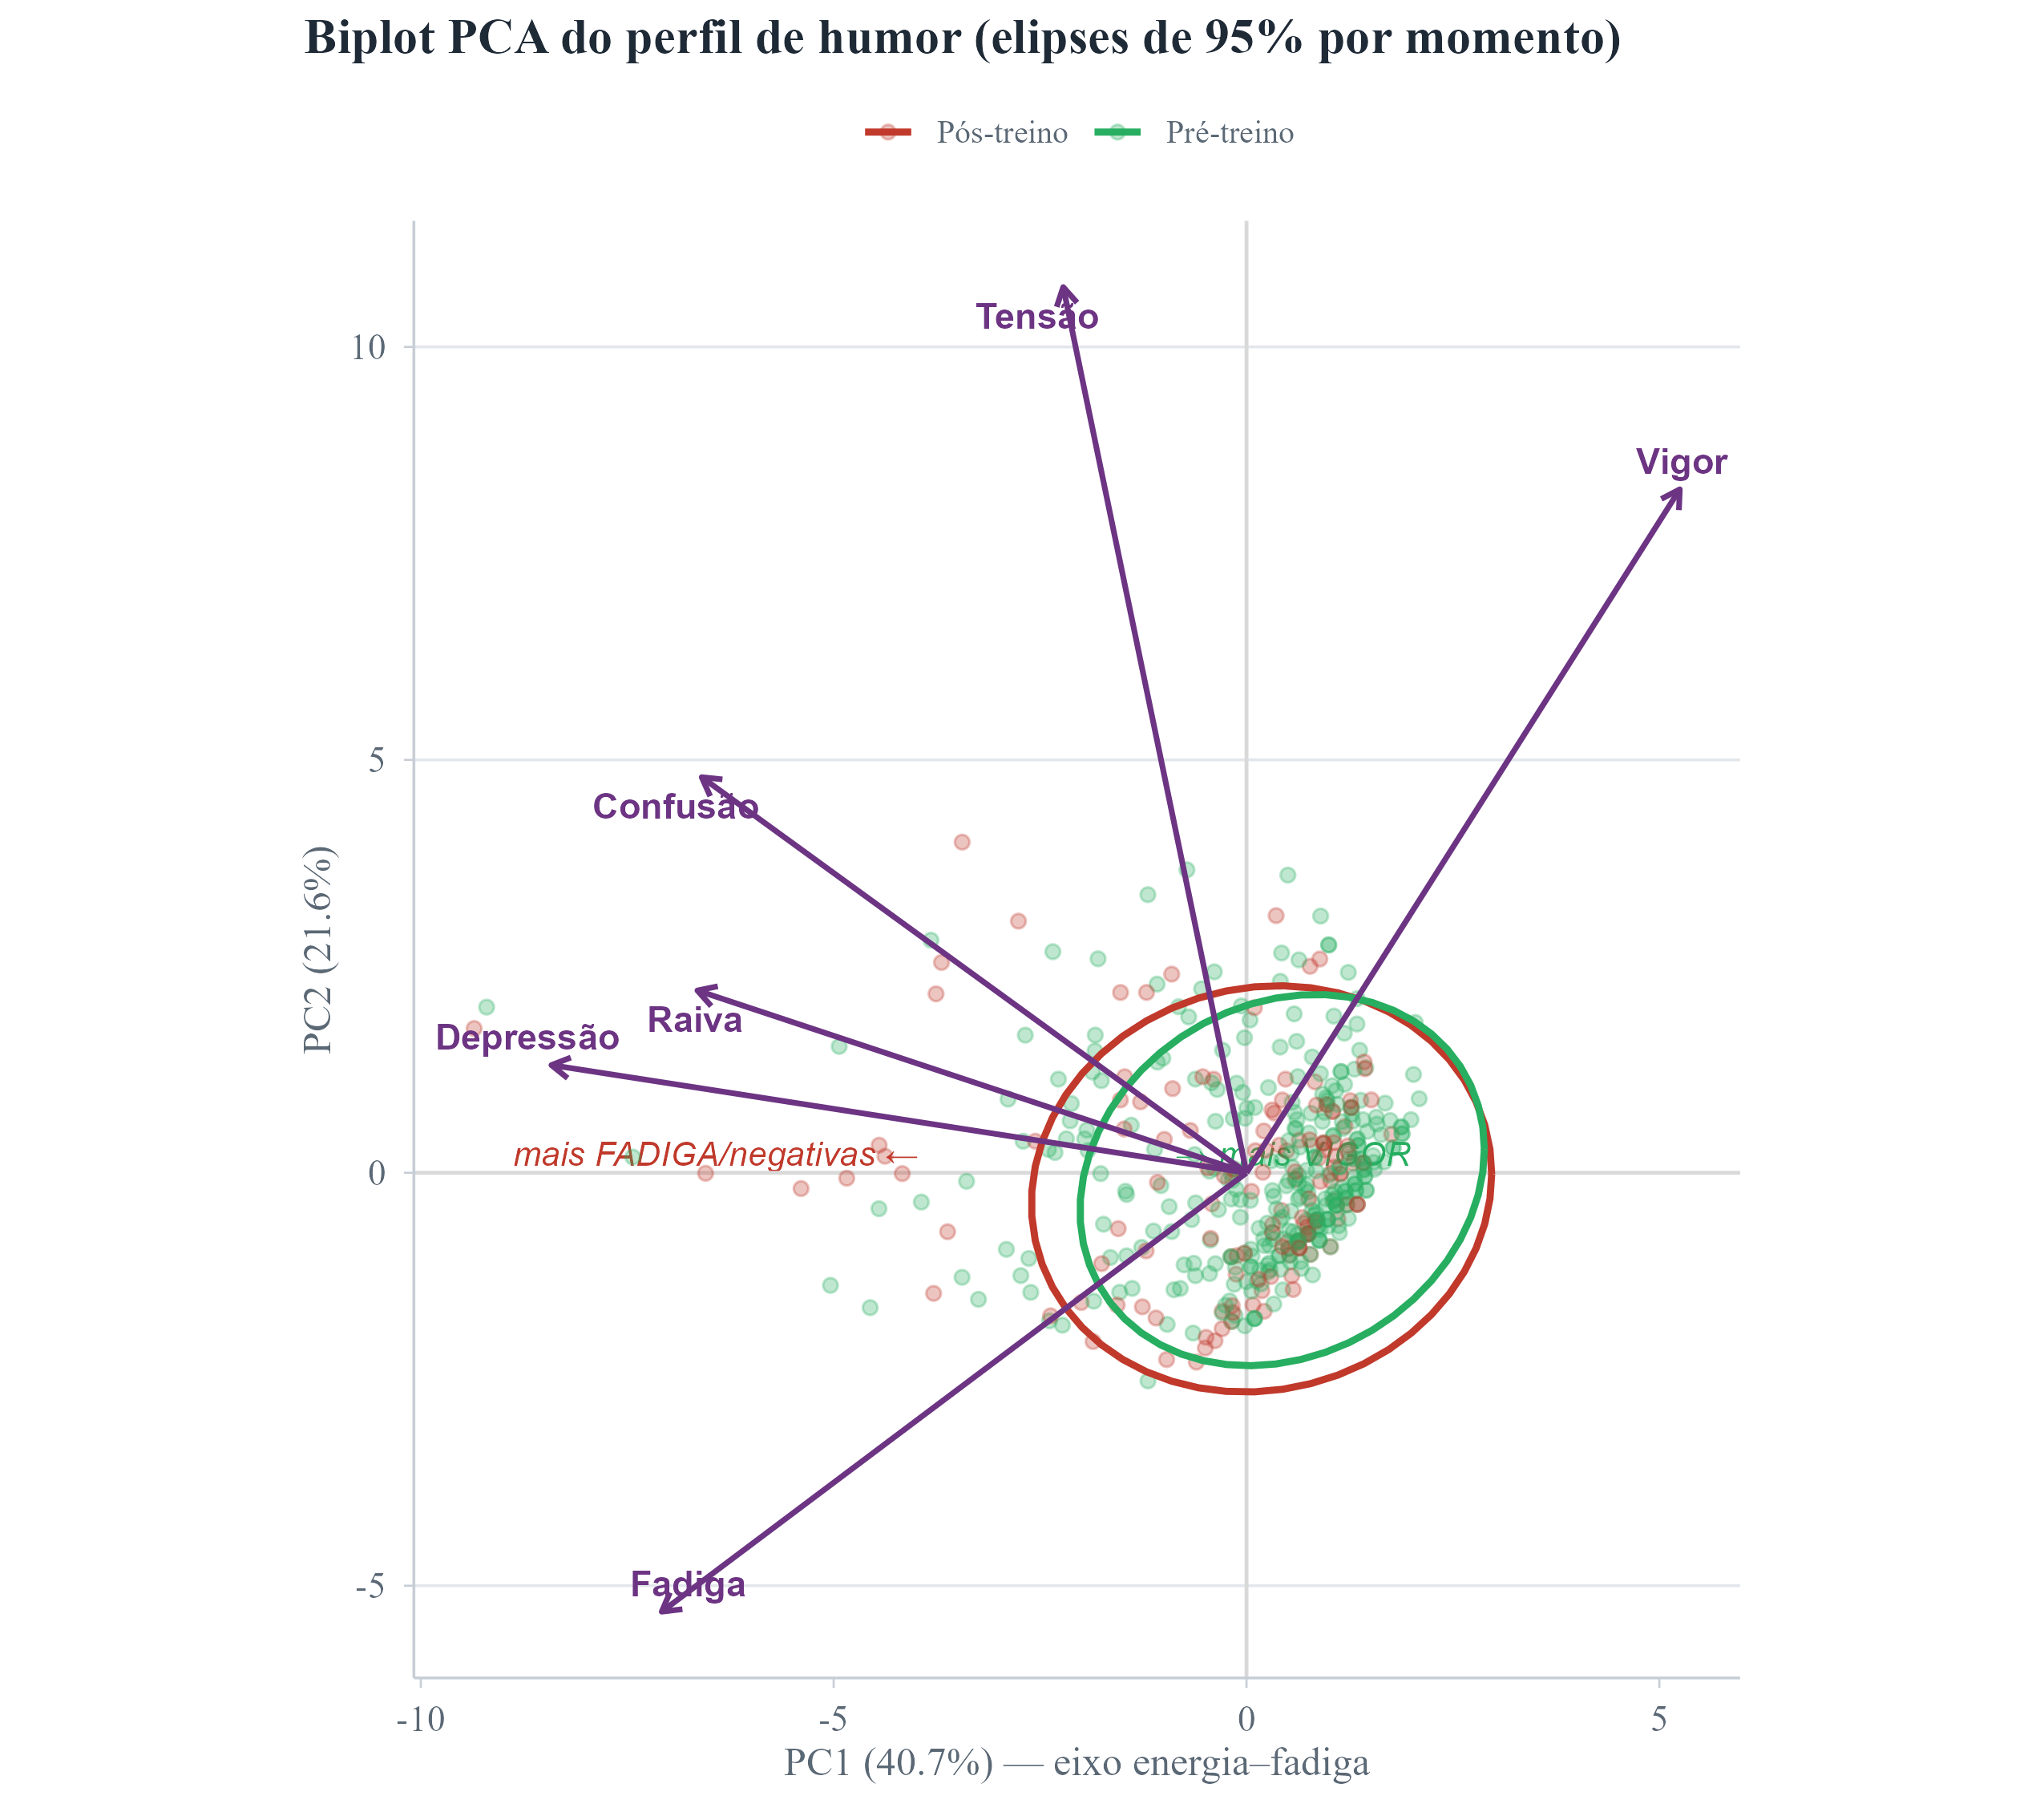 Biplot PCA do perfil de humor (elipses de 95% por momento)
Pós-treino
Pré-treino
Tensão
10
Vigor
5
Confusão
PC2 (21.6%)
Raiva
Depressão
mais FADIGA/negativas ←
→ mais VIGOR
0
Fadiga
-5
-10
-5
0
5
PC1 (40.7%) — eixo energia–fadiga